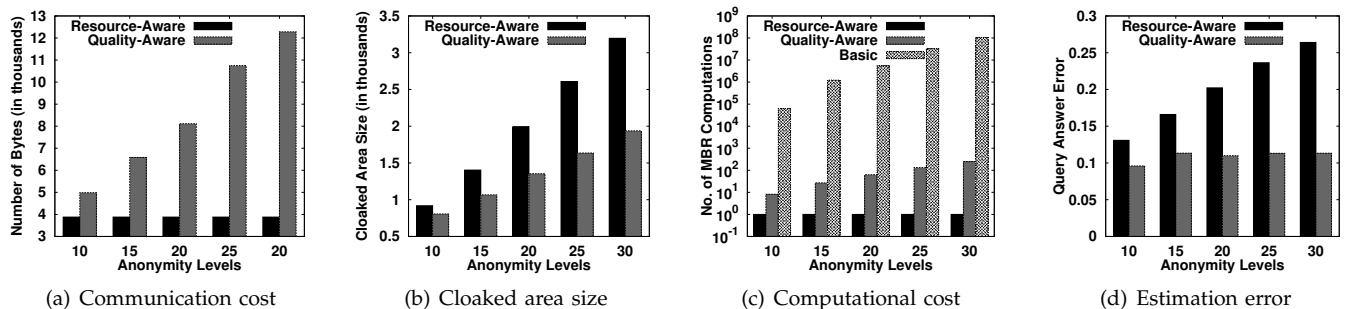 13
12
11
10
9
8
7
6
5
4
3
Number of Bytes (in thousands)
Resource-Aware
Quality-Aware
10 15 20 25 20
Anonymity Levels
(a) Communication cost
3.5
3
2.5
2
1.5
1
0.5
Cloaked Area Size (in thousands)
Resource-Aware
Quality-Aware
10 15 20 25 30
Anonymity Levels
(b) Cloaked area size
10^9
10^8
10^7
10^6
10^5
10^4
10^3
10^2
10^1
10^0
10^-1
No. of MBR Computations
Resource-Aware
Quality-Aware
Basic
10 15 20 25 30
Anonymity Levels
(c) Computational cost
0.3
0.25
0.2
0.15
0.1
0.05
0
Query Answer Error
Resource-Aware
Quality-Aware
10 15 20 25 30
Anonymity Levels
(d) Estimation error